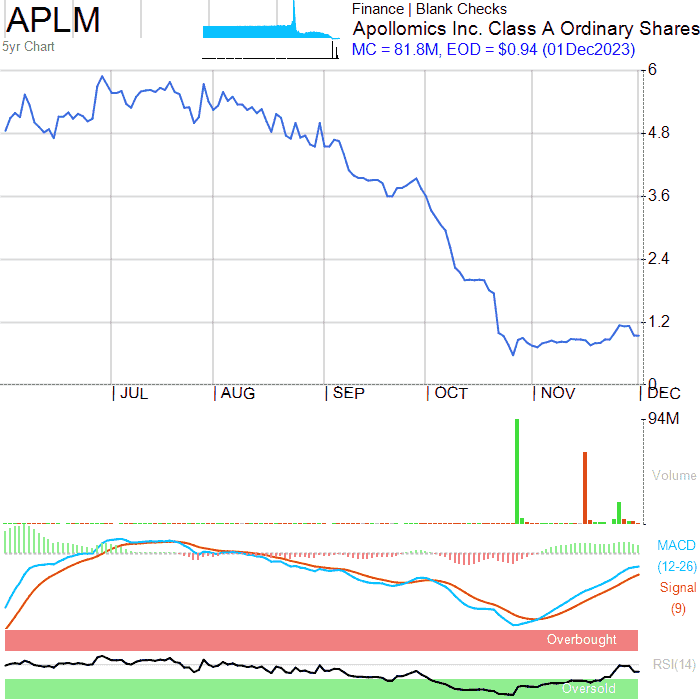 APLM
5yr Chart
Finance | Blank Checks
Apollomics Inc. Class A Ordinary Shares
MC = 81.8M, EOD = $0.94 (01Dec2023)
6
4.8
3.6
2.4
1.2
0
JUL
AUG
SEP
OCT
NOV
DEC
94M
Volume
MACD
(12-26)
Signal
(9)
Overbought
RSI(14)
Oversold